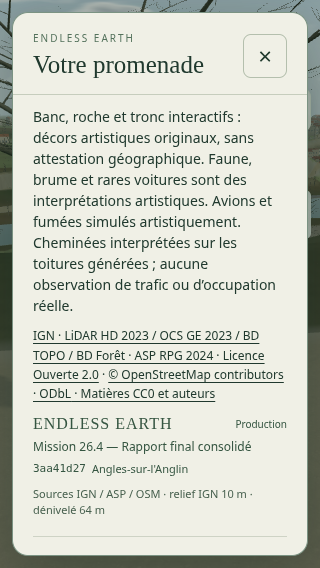 ENDLESS EARTH
Votre promenade
×
Banc, roche et tronc interactifs :
décors artistiques originaux, sans
attestation géographique. Faune,
brume et rares voitures sont des
interprétations artistiques. Avions et
fumées simulés artistiquement.
Cheminées interprétées sur les
toitures générées ; aucune
observation de trafic ou d’occupation
réelle.
IGN · LiDAR HD 2023 / OCS GE 2023 / BD
TOPO / BD Forêt · ASP RPG 2024 · Licence
Ouverte 2.0 · © OpenStreetMap contributors
· ODbL · Matières CC0 et auteurs
ENDLESS EARTH Production
Mission 26.4 — Rapport final consolidé
3aa41d27 Angles-sur-l'Anglin
Sources IGN / ASP / OSM · relief IGN 10 m ·
dénivelé 64 m